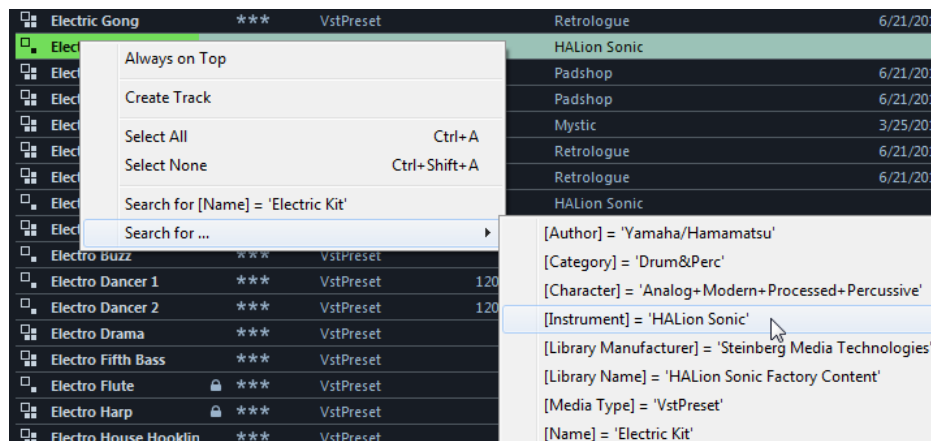 Electric Gong *** VstPreset Retrologue 6/21/20
Elect HALion Sonic
Always on Top
Elect Padshop 6/21/20
Create Track
Elect Padshop 6/21/20
Elect Mystic 3/25/20
Select All Ctrl+A
Elect Retrologue 6/21/20
Select None Ctrl+Shift+A
Elect Retrologue 6/21/20
Elect HALion Sonic
Search for [Name] = 'Electric Kit'
Elect
Search for ...
[Author] = 'Yamaha/Hamamatsu'
Electro Buzz *** VstPreset
[Category] = 'Drum&Perc'
Electro Dancer 1 *** VstPreset 120
[Character] = 'Analog+Modern+Processed+Percussive'
Electro Dancer 2 *** VstPreset 120
[Instrument] = 'HALion Sonic'
Electro Drama *** VstPreset
[Library Manufacturer] = 'Steinberg Media Technologies'
Electro Fifth Bass *** VstPreset
[Library Name] = 'HALion Sonic Factory Content'
Electro Flute *** VstPreset
[Media Type] = 'VstPreset'
Electro Harp *** VstPreset
[Name] = 'Electric Kit'
Electro House Hooklin *** VstPreset